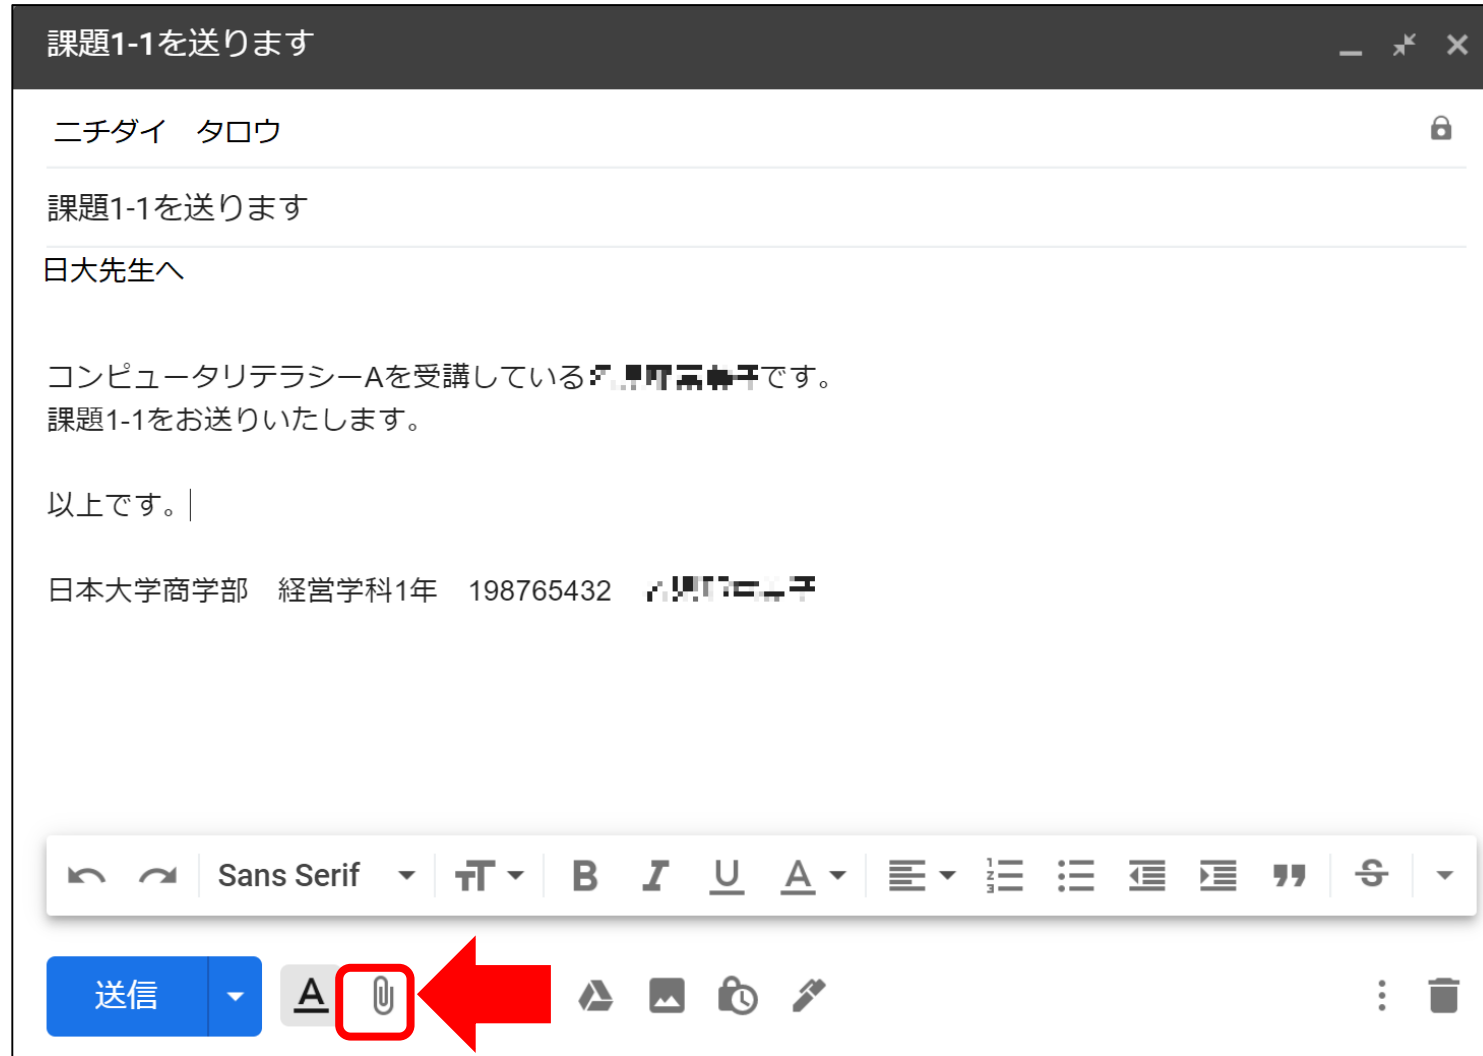 課題1-1を送ります
ニチダイ　タロウ
課題1-1を送ります
日大先生へ
コンピュータリテラシーAを受講している です。
課題1-1をお送りいたします。
以上です。
日本大学商学部　経営学科1年　198765432
Sans Serif
送信